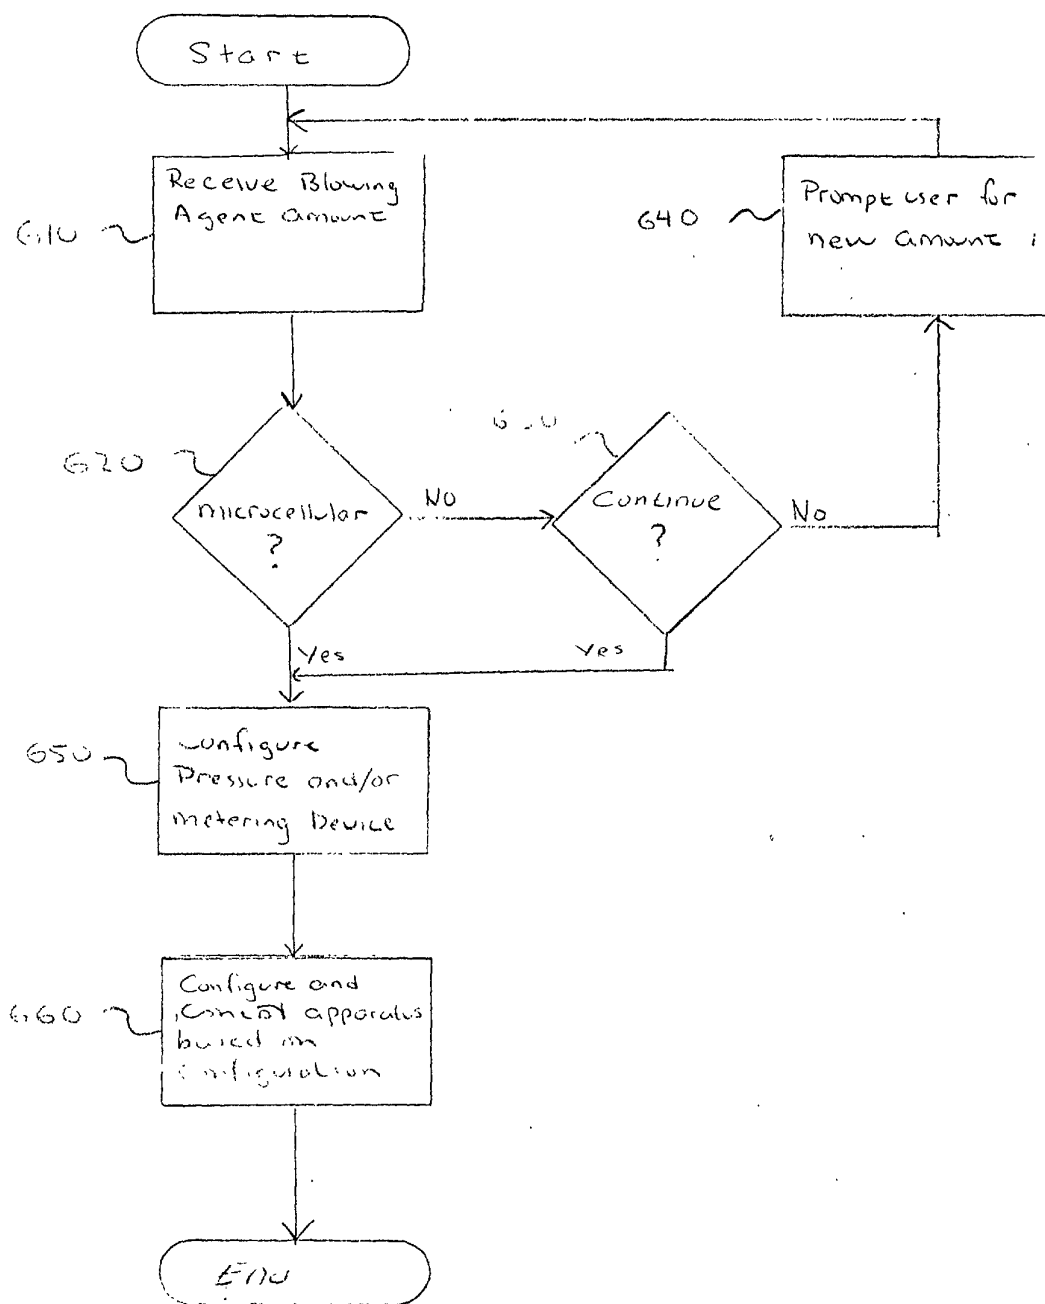 Start
Receive Blowing
Agent amount
610
Prompt user for
new amount
640
620
microcellular
?
No
Continue
?
No
Yes
Yes
650
Configure
Pressure and/or
metering Device
660
Configure and
apparatus
based on
configuration
End